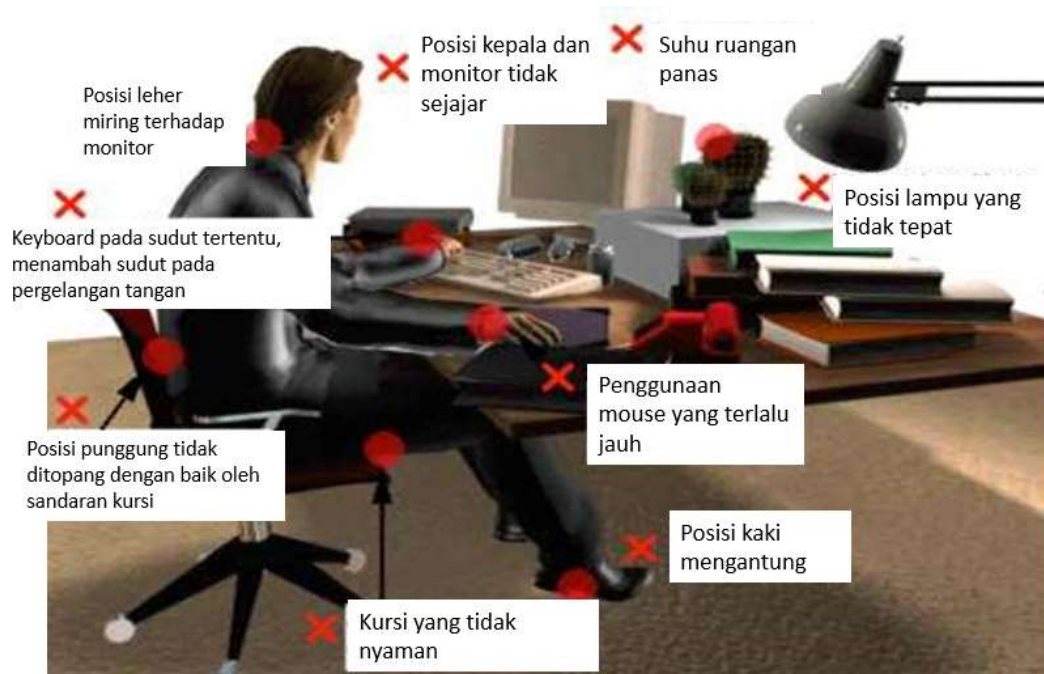 Posisi kepala dan
monitor tidak
sejajar
Suhu ruangan
panas
Posisi leher
miring terhadap
monitor
Posisi lampu yang
tidak tepat
Keyboard pada sudut tertentu,
menambah sudut pada
pergelangan tangan
Penggunaan
mouse yang terlalu
jauh
Posisi punggung tidak
ditopang dengan baik oleh
sandaran kursi
Posisi kaki
mengantung
Kursi yang tidak
nyaman